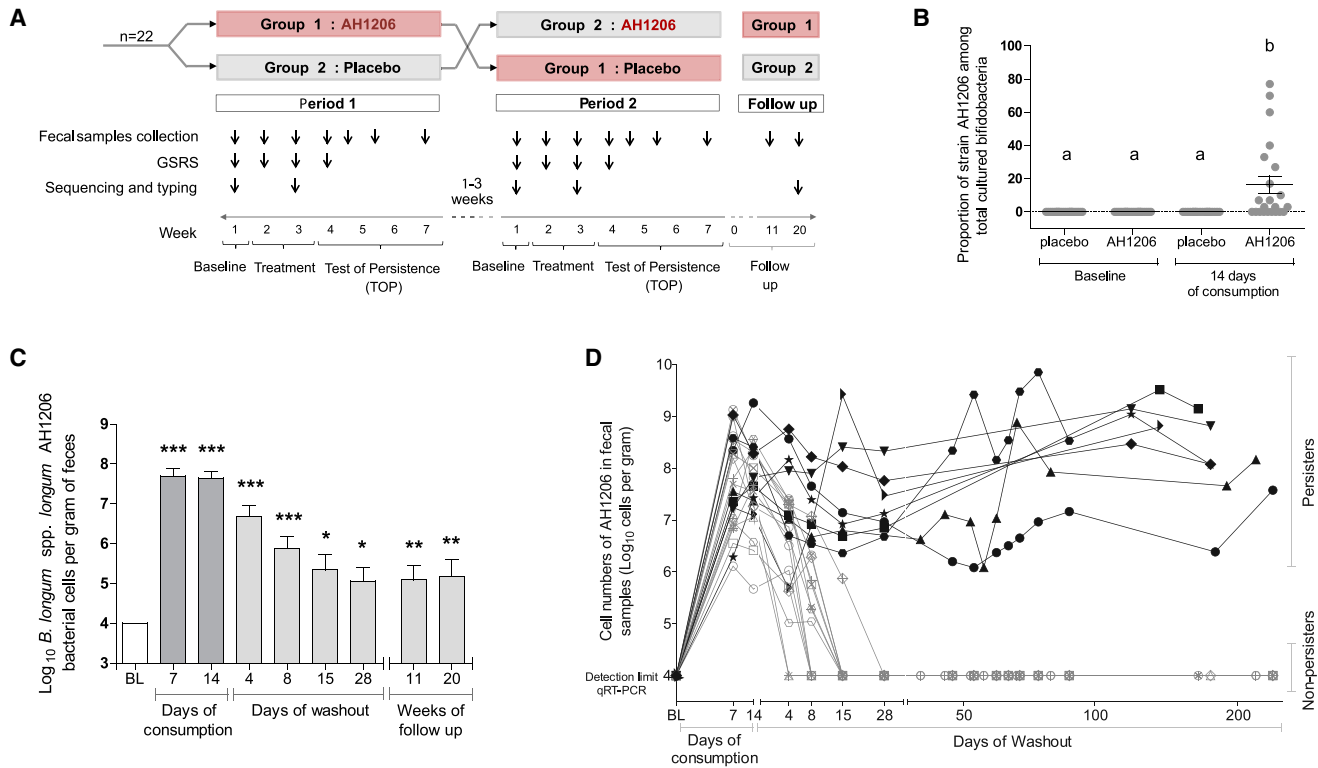 A
n=22
Group 1 : AH1206
Group 2 : AH1206
Group 1
Group 2 : Placebo
Group 1 : Placebo
Group 2
Period 1
Period 2
Follow up
Fecal samples collection
GSRS
Sequencing and typing
1-3
weeks
Week
1 2 3 4 5 6 7
1 2 3 4 5 6 7
0 11 20
Baseline
Treatment
Test of Persistence
(TOP)
Baseline
Treatment
Test of Persistence
(TOP)
Follow
up
B
Proportion of strain AH1206 among
total cultured bifidobacteria
100
80
60
40
20
0
a
a
a
b
placebo
AH1206
placebo
AH1206
Baseline
14 days
of consumption
C
Log10 B. longum spp. longum AH1206
bacterial cells per gram of feces
9
8
7
6
5
4
3
***
***
***
***
*
*
**
**
BL
7
14
4
8
15
28
11
20
Days of
consumption
Days of washout
Weeks of
follow up
D
Cell numbers of AH1206 in fecal
samples (Log10 cells per gram)
10
9
8
7
6
5
4
Detection limit
qRT-PCR
BL
7
14
4
8
15
28
50
100
200
Days of
consumption
Days of Washout
Persisters
Non-persisters